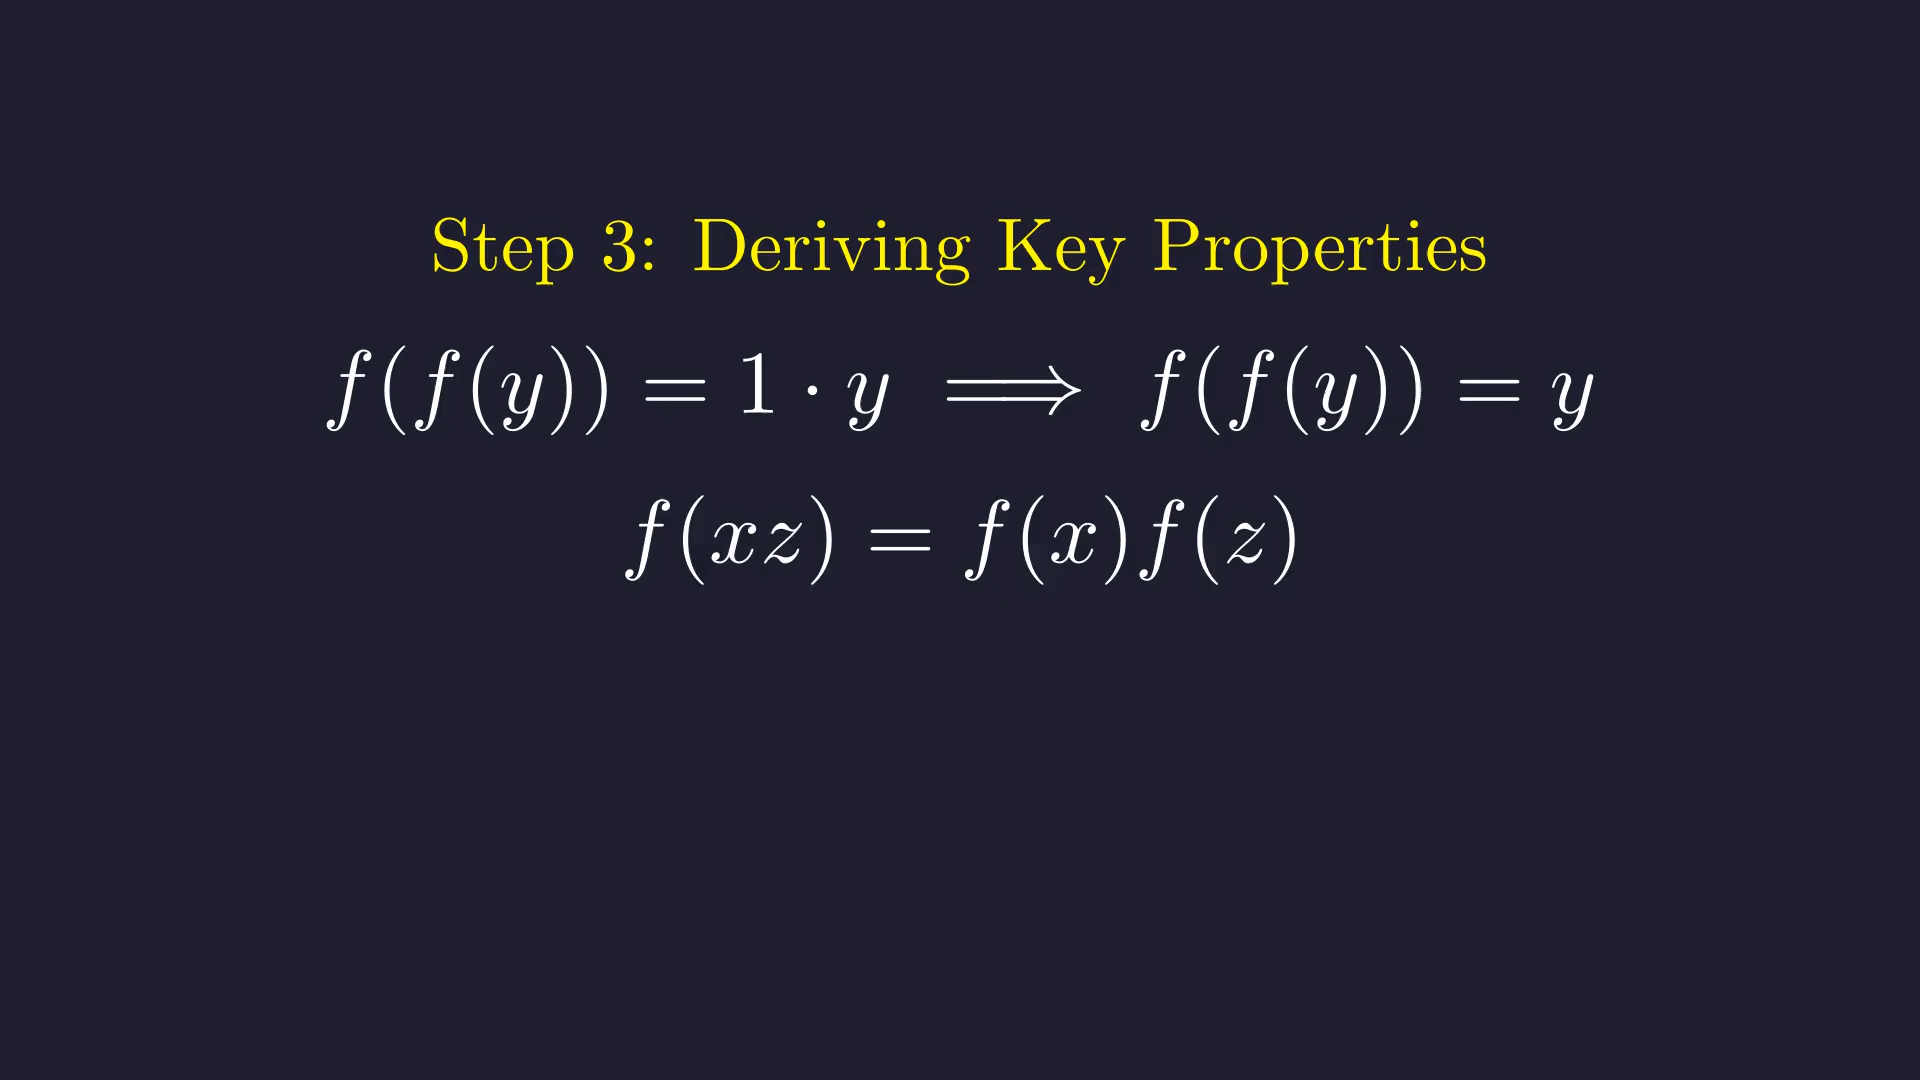 Step 3: Deriving Key Properties
f(f(y)) = 1 · y ⟹ f(f(y)) = y
f(xz) = f(x)f(z)